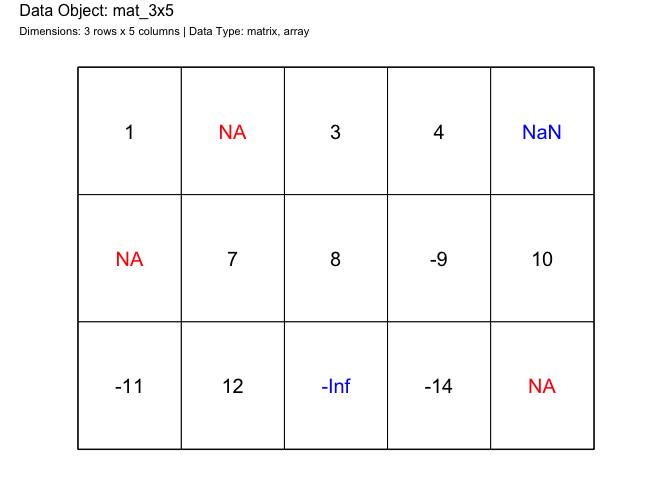 Data Object: mat_3x5
Dimensions: 3 rows x 5 columns | Data Type: matrix, array
1 NA 3 4 NaN
NA 7 8 -9 10
-11 12 -Inf -14 NA